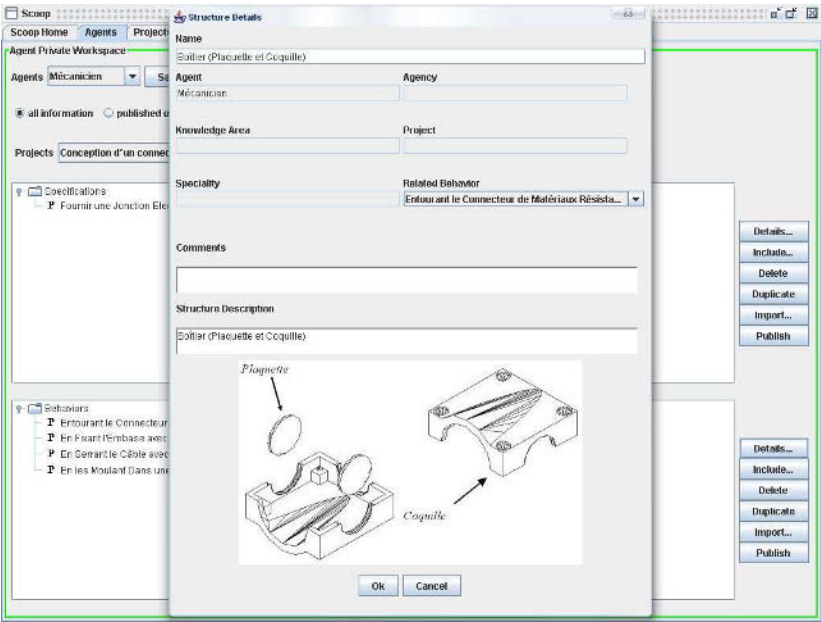 Scoop
Scoop Home Agents Project
Agent Private Workspace
Agents Mécanicien Se
all information published o
Projects Conception d'un connec
Specifications
P Fournir une Jonction Elec
Details...
Include...
Delete
Duplicate
Import...
Publish
Behaviors
P Entourant le Connecteur
P En Fixant l'Embase avec
P En Serrant le Câble avec
P En les Moulant Dans une
Details...
Include...
Delete
Duplicate
Import...
Publish
Structure Details
Name
Boîtier (Plaquette et Coquille)
Agent Agency
Mécanicien
Knowledge Area Project
Speciality Related Behavior
Entourant le Connecteur de Matériaux Résista...
Comments
Structure Description
Boîtier (Plaquette et Coquille)
Plaquette
Coquille
Ok Cancel